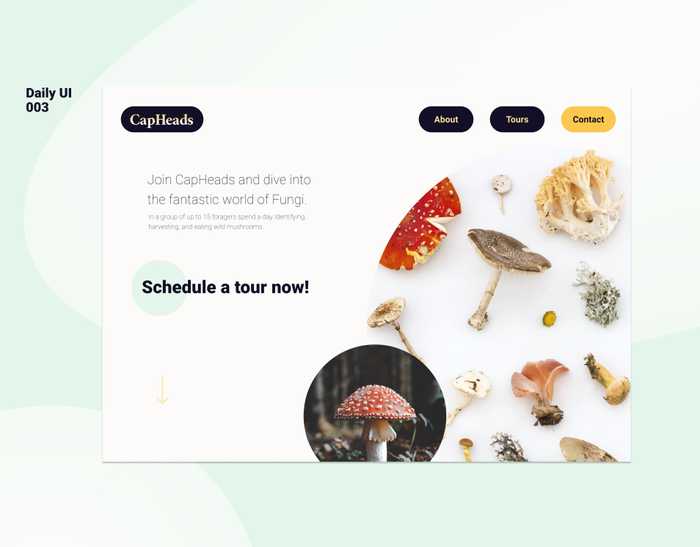 Daily UI
003
CapHeads
About
Tours
Contact
Join CapHeads and dive into
the fantastic world of Fungi.
In a group of up to 15 foragers spend a day identifying,
harvesting, and eating wild mushrooms.
Schedule a tour now!